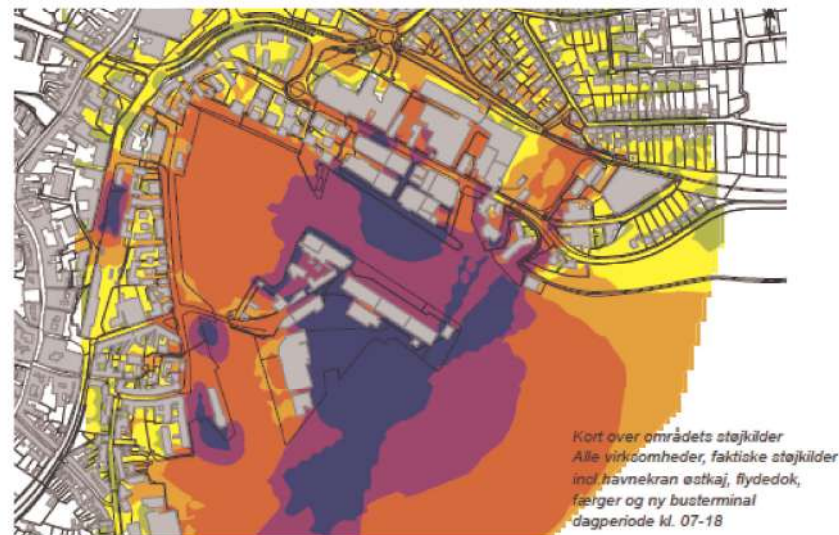 Kort over områdets støjkilder
Alle virksomheder, faktiske støjkilder
incl.havnekran østkaj, flydedok,
færger og ny busterminal
dagperiode kl. 07-18